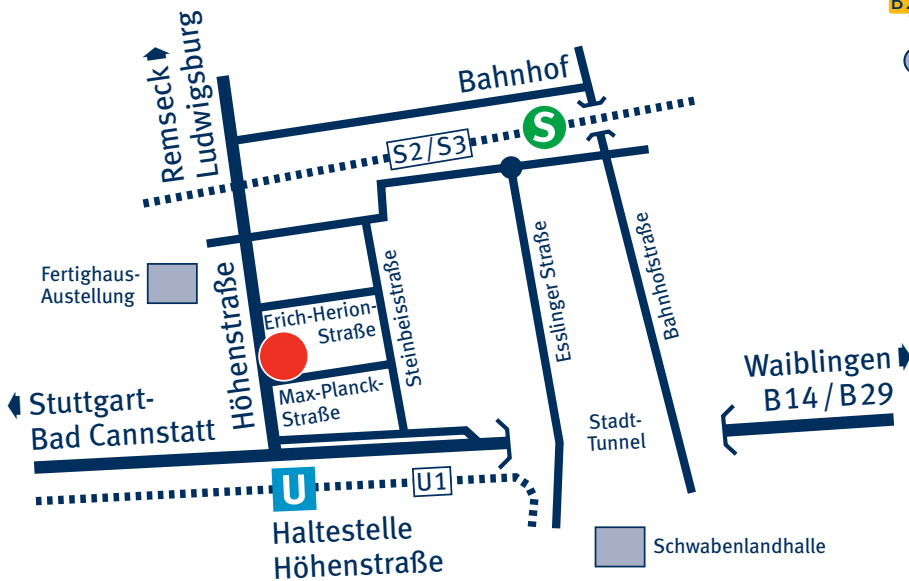 B2
Remseck
Ludwigsburg
Bahnhof
S
S2/S3
Fertighaus-
Austellung
Höhenstraße
Erich-Herion-
Straße
Steinbeisstraße
Esslinger Straße
Bahnhofstraße
Max-Planck-
Straße
Stuttgart-
Bad Cannstatt
Waiblingen
B14/B29
Stadt-
Tunnel
U
U1
Haltestelle
Höhenstraße
Schwabenlandhalle